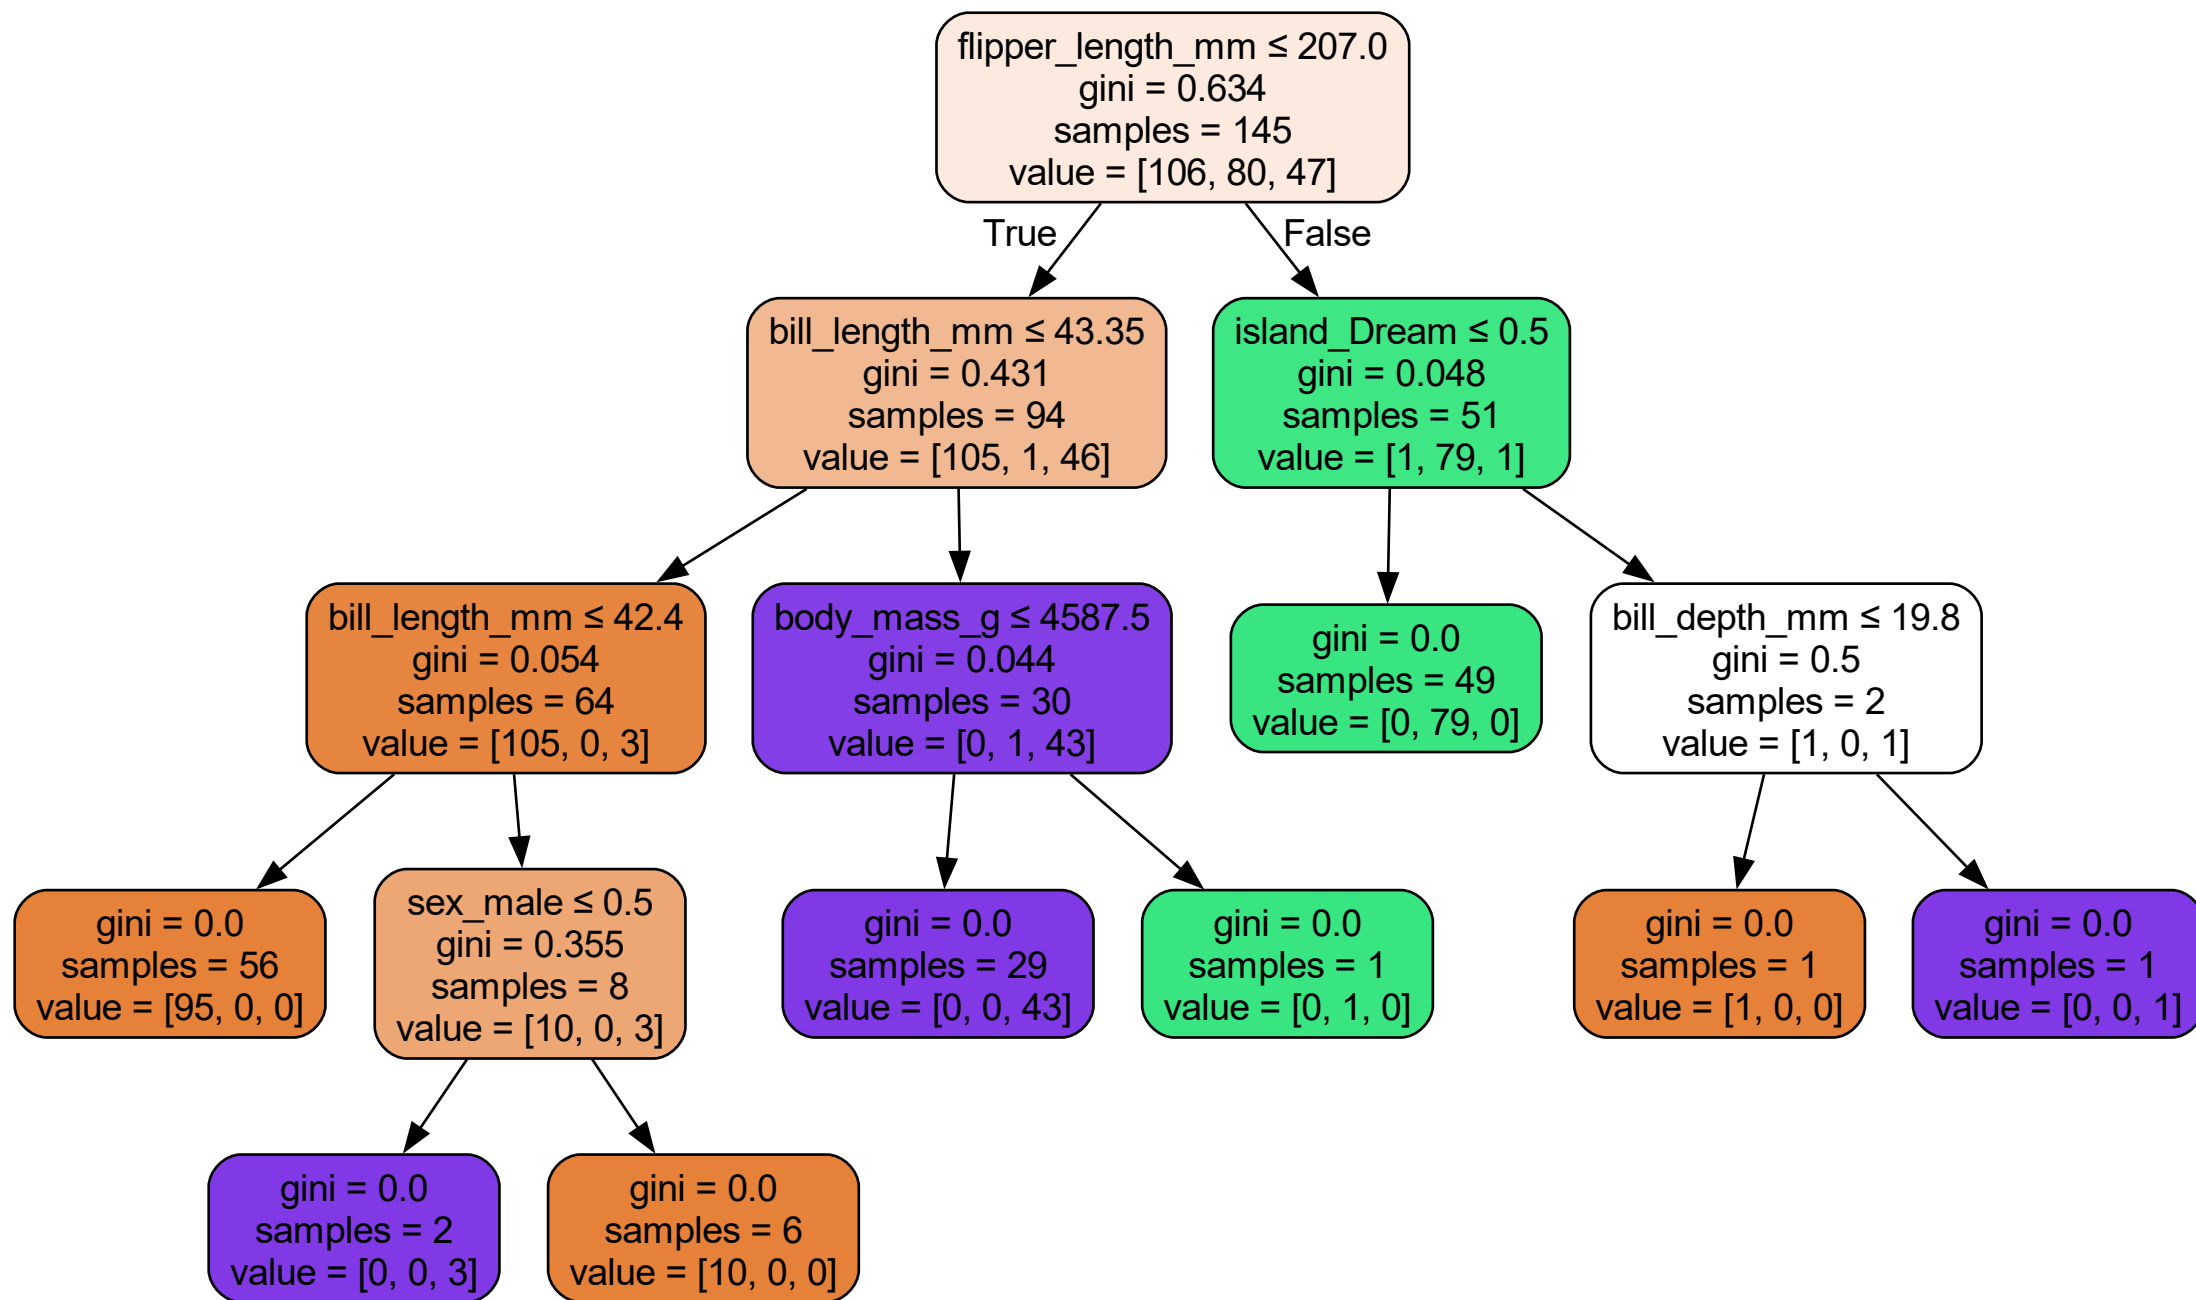 flipper_length_mm ≤ 207.0
gini = 0.634
samples = 145
value = [106, 80, 47]
True
False
bill_length_mm ≤ 43.35
gini = 0.431
samples = 94
value = [105, 1, 46]
island_Dream ≤ 0.5
gini = 0.048
samples = 51
value = [1, 79, 1]
bill_length_mm ≤ 42.4
gini = 0.054
samples = 64
value = [105, 0, 3]
body_mass_g ≤ 4587.5
gini = 0.044
samples = 30
value = [0, 1, 43]
gini = 0.0
samples = 49
value = [0, 79, 0]
bill_depth_mm ≤ 19.8
gini = 0.5
samples = 2
value = [1, 0, 1]
gini = 0.0
samples = 56
value = [95, 0, 0]
sex_male ≤ 0.5
gini = 0.355
samples = 8
value = [10, 0, 3]
gini = 0.0
samples = 29
value = [0, 0, 43]
gini = 0.0
samples = 1
value = [0, 1, 0]
gini = 0.0
samples = 1
value = [1, 0, 0]
gini = 0.0
samples = 1
value = [0, 0, 1]
gini = 0.0
samples = 2
value = [0, 0, 3]
gini = 0.0
samples = 6
value = [10, 0, 0]